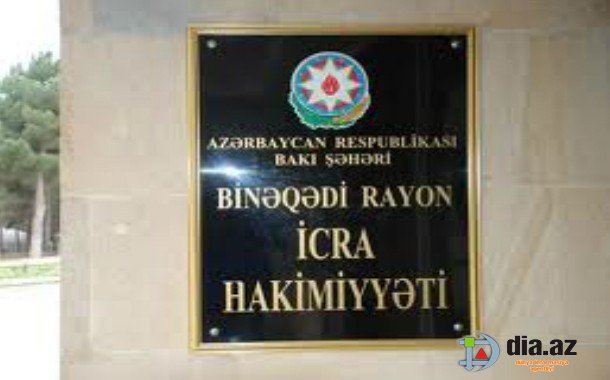 AZƏRBAYCAN RESPUBLİKASI
BAKI ŞƏHƏRİ
BİNƏQƏDİ RAYON
İCRA
HAKİMİYYƏTİ
dia.az